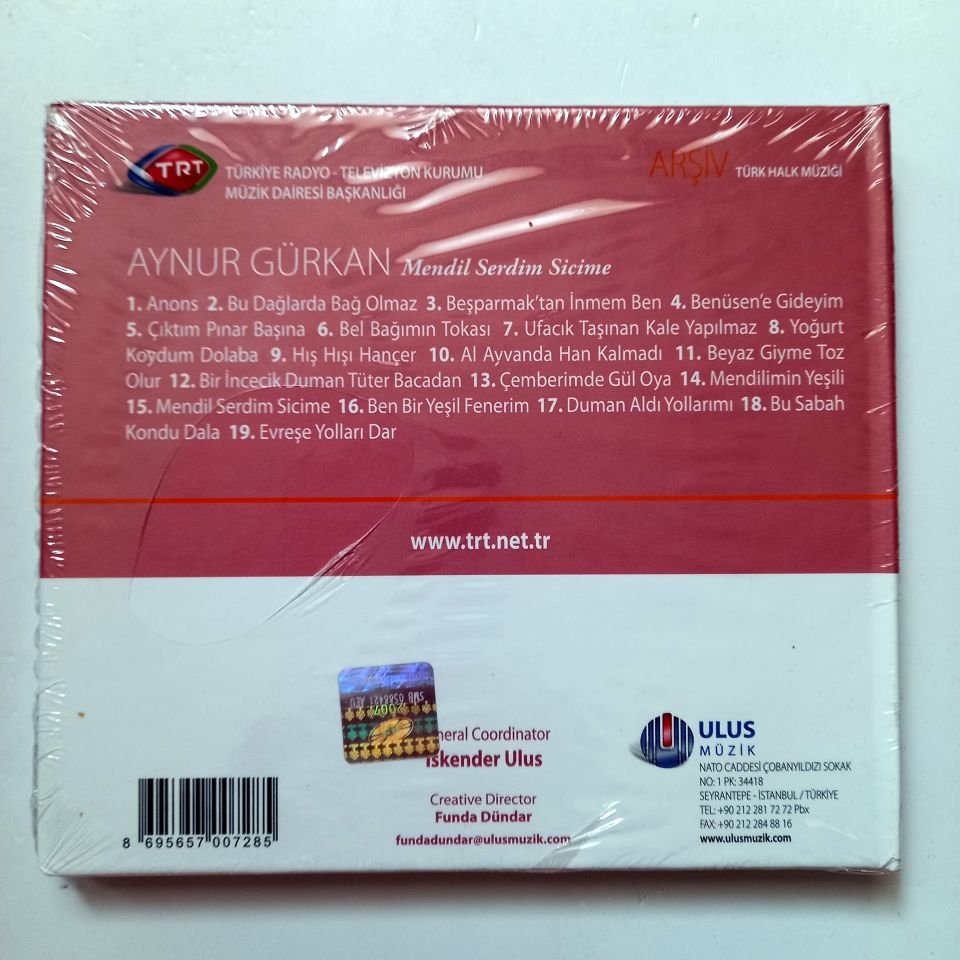 TRT
TÜRKİYE RADYO - TELEVİZYON KURUMU
MÜZİK DAİRESİ BAŞKANLIĞI
ARŞİV TÜRK HALK MÜZİĞİ
AYNUR GÜRKAN Mendil Serdim Sicime
1. Anons 2. Bu Dağlarda Bağ Olmaz 3. Beşparmak'tan İnmem Ben 4. Benüsen'e Gideyim
5. Çıktım Pınar Başına 6. Bel Bağımın Tokası 7. Ufacık Taşınan Kale Yapılmaz 8. Yoğurt
Koydum Dolaba 9. Hış Hışı Hançer 10. Al Ayvanda Han Kalmadı 11. Beyaz Giyme Toz
Olur 12. Bir İncecik Duman Tüter Bacadan 13. Çemberimde Gül Oya 14. Mendilimin Yeşili
15. Mendil Serdim Sicime 16. Ben Bir Yeşil Fenerim 17. Duman Aldı Yollarımı 18. Bu Sabah
Kondu Dala 19. Evreşe Yolları Dar
www.trt.net.tr
SMB 0588421
2007
neral Coordinator
İskender Ulus
Creative Director
Funda Dündar
fundadundar@ulusmuzik.com
ULUS
MÜZİK
NATO CADDESİ ÇOBANYILDIZI SOKAK
NO: 1 PK: 34418
SEYRANTEPE - İSTANBUL / TÜRKİYE
TEL: +90 212 281 72 72 Pbx
FAX: +90 212 284 88 16
www.ulusmuzik.com
8 695657 007285